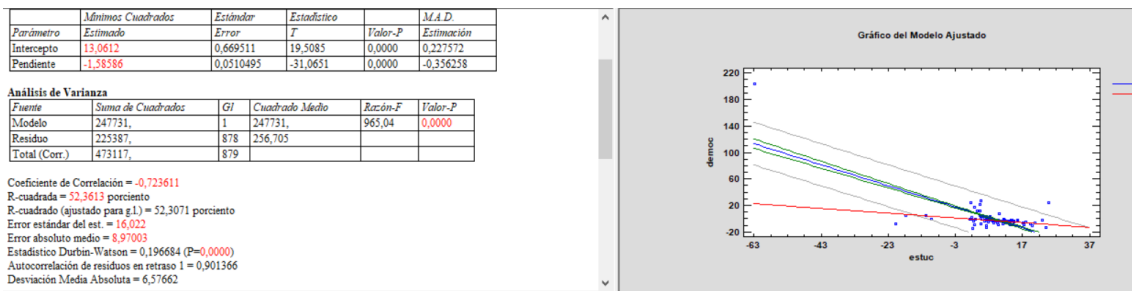 Mínimos Cuadrados Estándar Estadístico M.A.D.
Parámetro Estimado Error T Valor-P Estimación
Intercepto 13,0612 0,669511 19,5085 0,0000 0,227572
Pendiente -1,58586 0,0510495 -31,0651 0,0000 -0,356258
Análisis de Varianza
Fuente Suma de Cuadrados Gl Cuadrado Medio Razón-F Valor-P
Modelo 247731, 1 247731, 965,04 0,0000
Residuo 225387, 878 256,705
Total (Corr.) 473117, 879
Coeficiente de Correlación = -0,723611
R-cuadrada = 52,3613 porciento
R-cuadrado (ajustado para g.l.) = 52,3071 porciento
Error estándar del est. = 16,022
Error absoluto medio = 8,97003
Estadístico Durbin-Watson = 0,196684 (P=0,0000)
Autocorrelación de residuos en retraso 1 = 0,901366
Desviación Media Absoluta = 6,57662
Gráfico del Modelo Ajustado
220
180
140
100
60
20
-20
democ
-63 -43 -23 -3 17 37
estuc